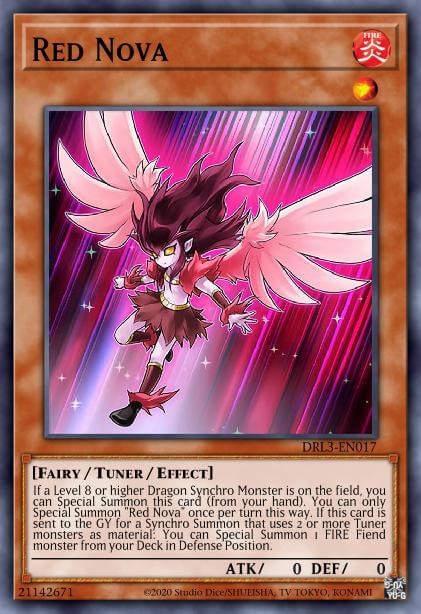 RED NOVA
FIRE
炎
DRL3-EN017
[FAIRY / TUNER / EFFECT]
If a Level 8 or higher Dragon Synchro Monster is on the field, you
can Special Summon this card (from your hand). You can only
Special Summon "Red Nova" once per turn this way. If this card is
sent to the GY for a Synchro Summon that uses 2 or more Tuner
monsters as material: You can Special Summon 1 FIRE Fiend
monster from your Deck in Defense Position.
ATK/ 0 DEF/ 0
21142671 ©2020 Studio Dice/SHUEISHA, TV TOKYO, KONAMI